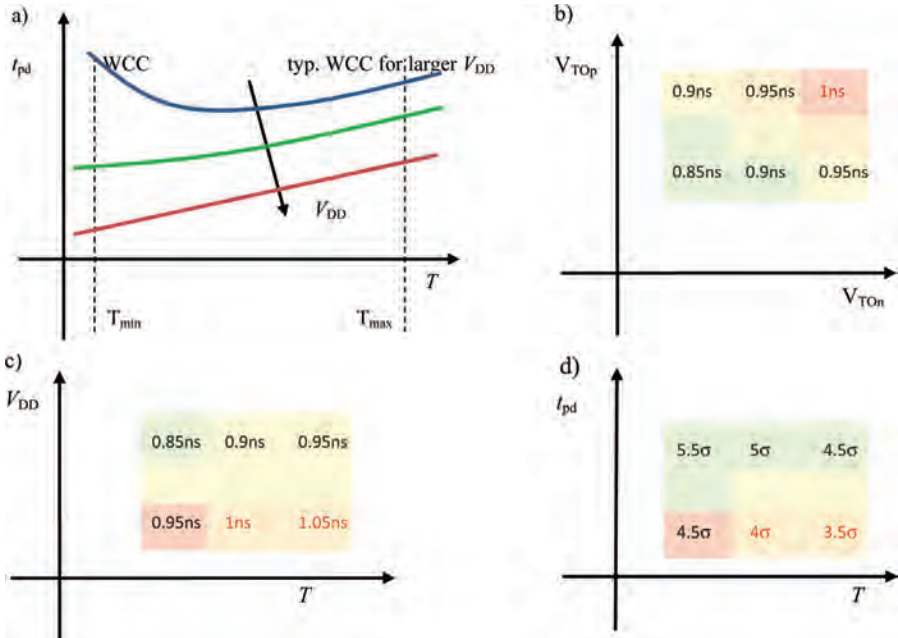 a)
t_pd
WCC
typ. WCC for larger V_DD
V_DD
T
T_min
T_max
b)
V_TOp
0.9ns 0.95ns 1ns
0.85ns 0.9ns 0.95ns
V_TOn
c)
V_DD
0.85ns 0.9ns 0.95ns
0.95ns 1ns 1.05ns
T
d)
t_pd
5.5σ 5σ 4.5σ
4.5σ 4σ 3.5σ
T